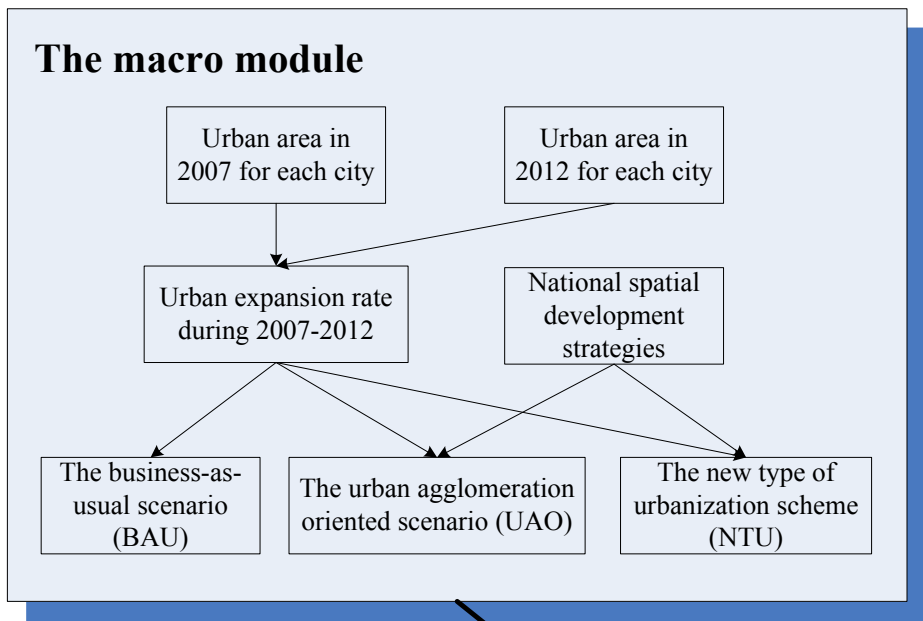 The macro module
Urban area in
2007 for each city
Urban area in
2012 for each city
Urban expansion rate
during 2007-2012
National spatial
development
strategies
The business-as-
usual scenario
(BAU)
The urban agglomeration
oriented scenario (UAO)
The new type of
urbanization scheme
(NTU)